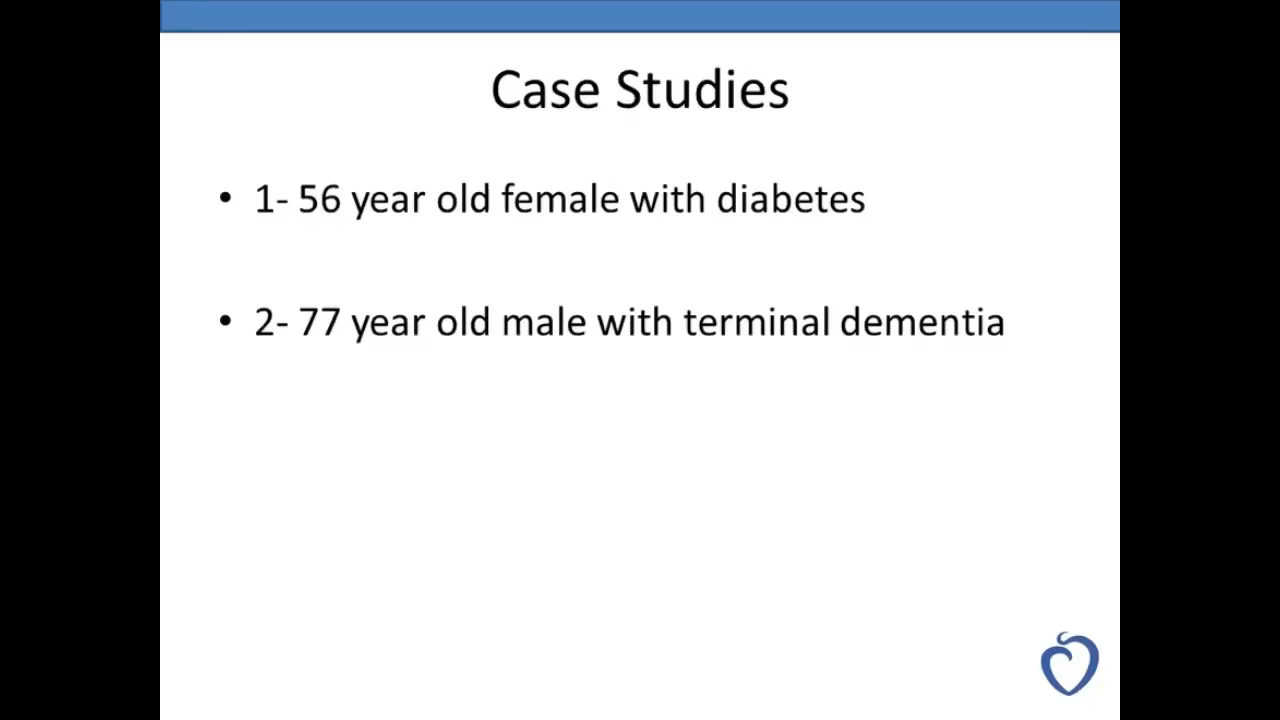 Case Studies
• 1- 56 year old female with diabetes
• 2- 77 year old male with terminal dementia